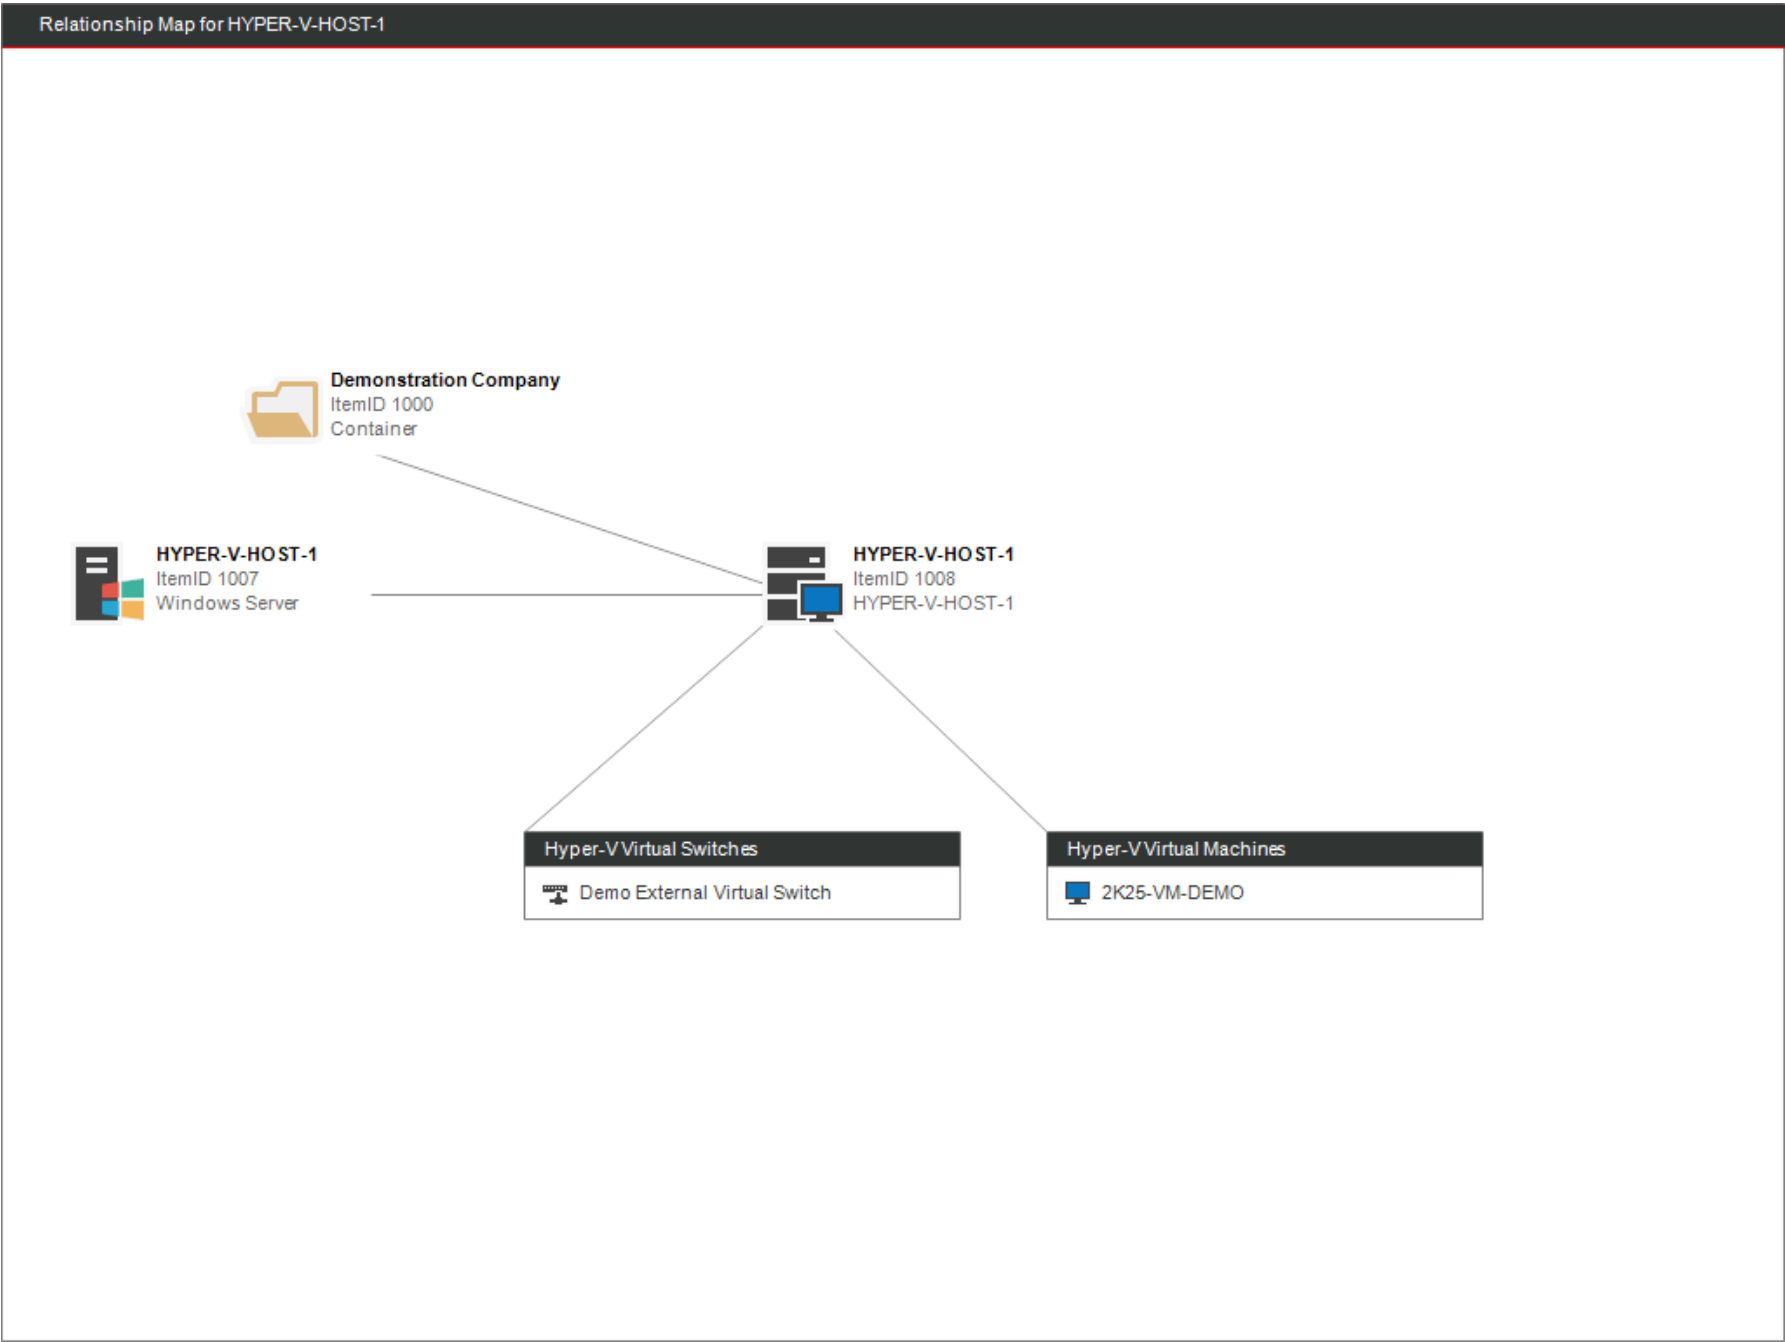 Relationship Map for HYPER-V-HOST-1
Demonstration Company
ItemID 1000
Container
HYPER-V-HOST-1
ItemID 1007
Windows Server
HYPER-V-HOST-1
ItemID 1008
HYPER-V-HOST-1
Hyper-V Virtual Switches
Demo External Virtual Switch
Hyper-V Virtual Machines
2K25-VM-DEMO